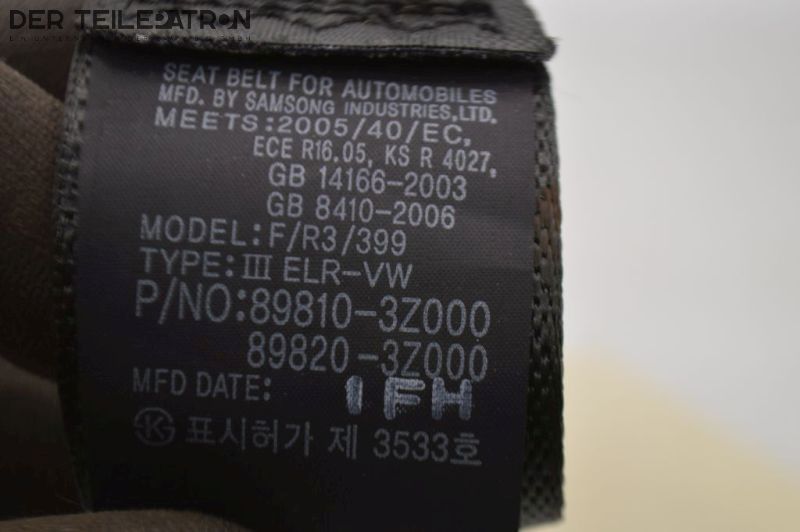 DER TEILEPATRON
SEAT BELT FOR AUTOMOBILES
MFD. BY SAMSONG INDUSTRIES,LTD.
MEETS:2005/40/EC,
ECE R16.05, KS R 4027,
GB 14166-2003
GB 8410-2006
MODEL:F/R3/399
TYPE:Ⅲ ELR-VW
P/NO:89810-3Z000
89820-3Z000
MFD DATE: 1FH
K 표시허가 제 3533호